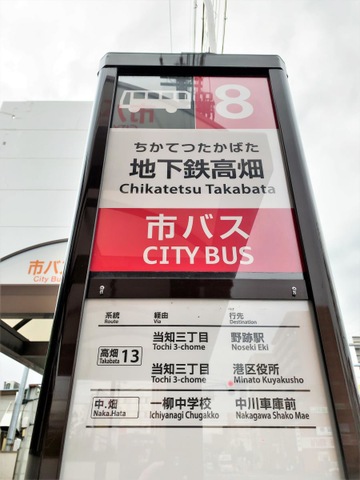 8
ちかてつたかばた
地下鉄高畑
Chikatetsu Takabata
市バス
CITY BUS
市バス
City Bus
系統 経由 行先
Route Via Destination
当知三丁目 野跡駅
Tochi 3-chome Noseki Eki
高畑 13
Takabata
当知三丁目 港区役所
Tochi 3-chome Minato Kuyakusho
中.畑 一柳中学校 中川車庫前
Naka.Hata Ichiyanagi Chugakko Nakagawa Shako Mae